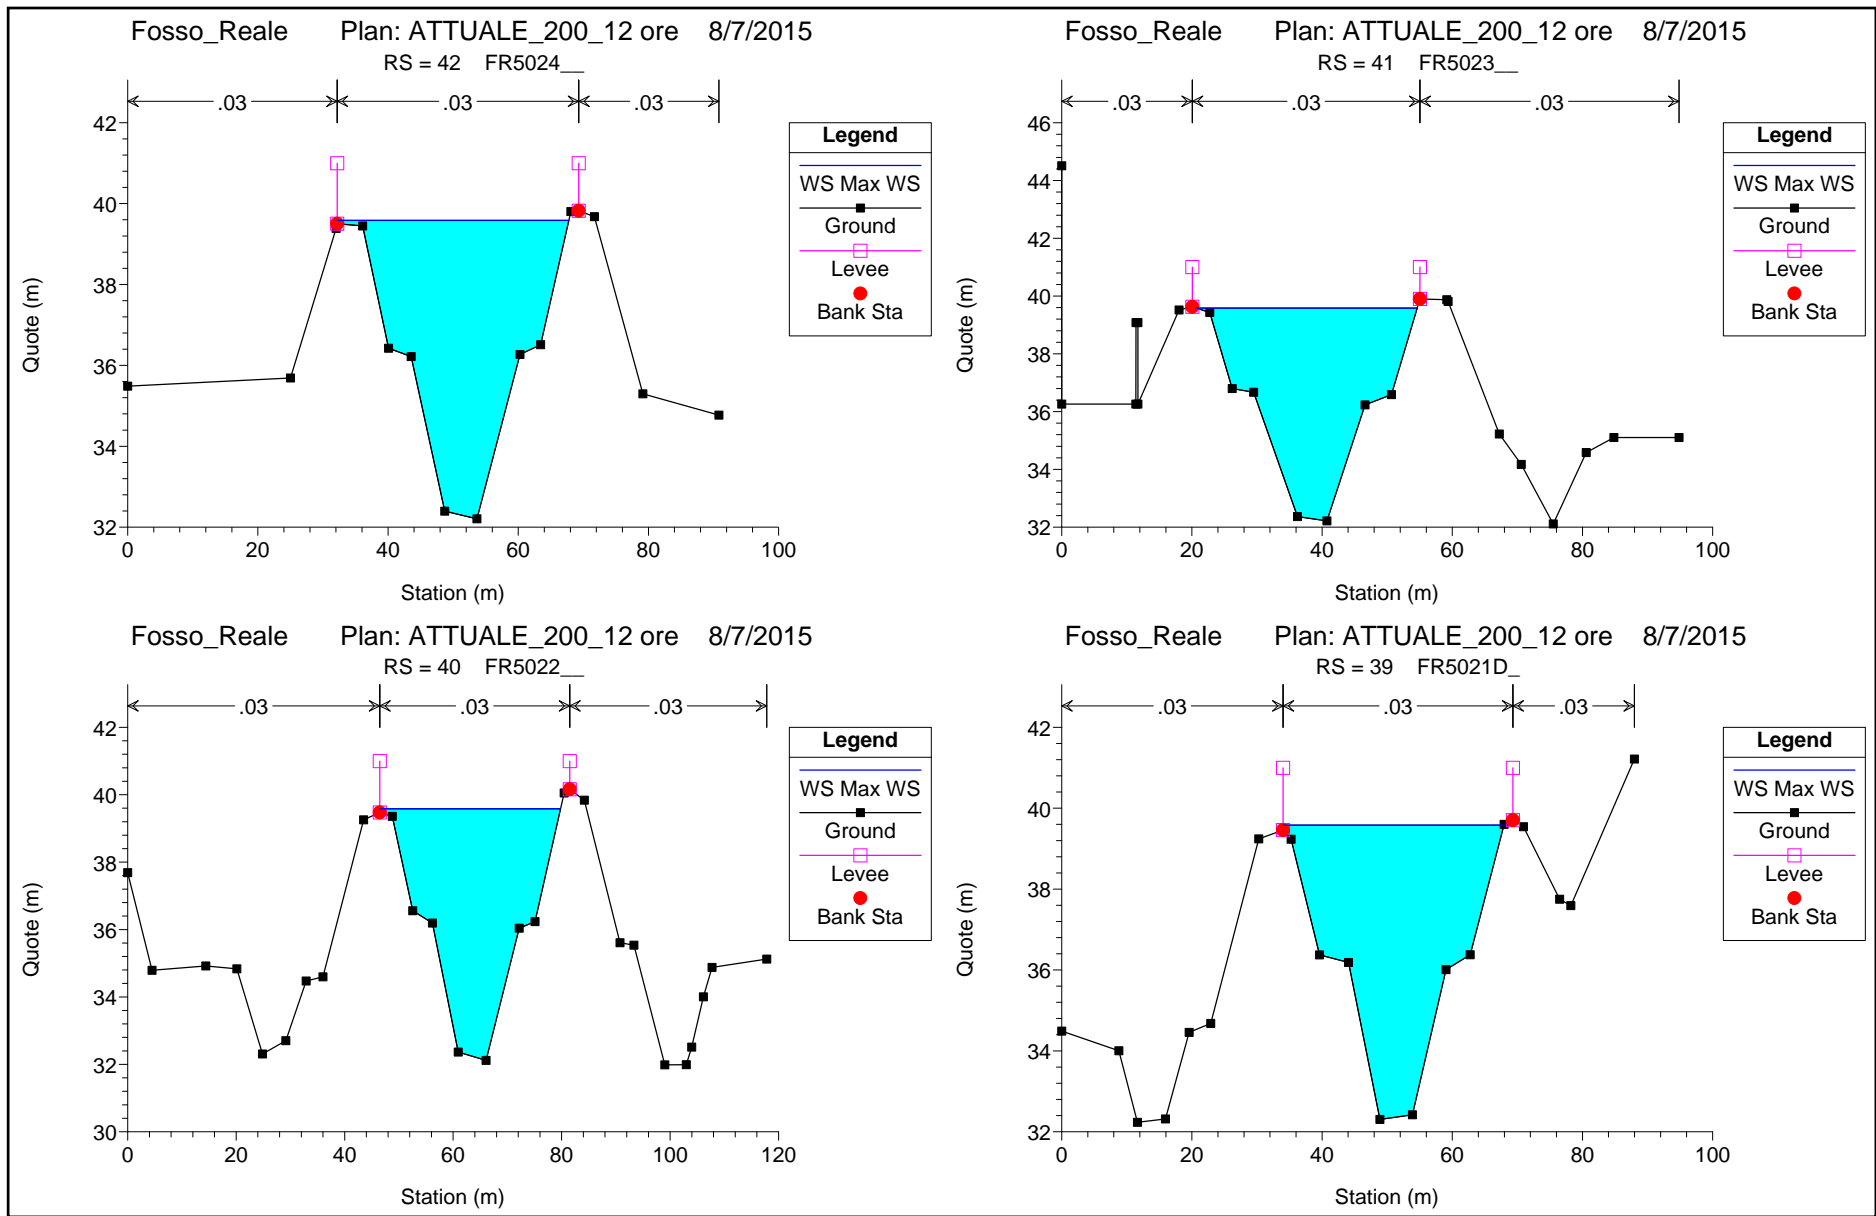 Fosso_Reale Plan: ATTUALE_200_12 ore 8/7/2015
RS = 42 FR5024__
.03 .03 .03
42
40
38
36
34
32
Quote (m)
0 20 40 60 80 100
Station (m)
Legend
WS Max WS
Ground
Levee
Bank Sta
Fosso_Reale Plan: ATTUALE_200_12 ore 8/7/2015
RS = 41 FR5023__
.03 .03 .03
46
44
42
40
38
36
34
32
Quote (m)
0 20 40 60 80 100
Station (m)
Legend
WS Max WS
Ground
Levee
Bank Sta
Fosso_Reale Plan: ATTUALE_200_12 ore 8/7/2015
RS = 40 FR5022__
.03 .03 .03
42
40
38
36
34
32
30
Quote (m)
0 20 40 60 80 100 120
Station (m)
Legend
WS Max WS
Ground
Levee
Bank Sta
Fosso_Reale Plan: ATTUALE_200_12 ore 8/7/2015
RS = 39 FR5021D_
.03 .03 .03
42
40
38
36
34
32
Quote (m)
0 20 40 60 80 100
Station (m)
Legend
WS Max WS
Ground
Levee
Bank Sta